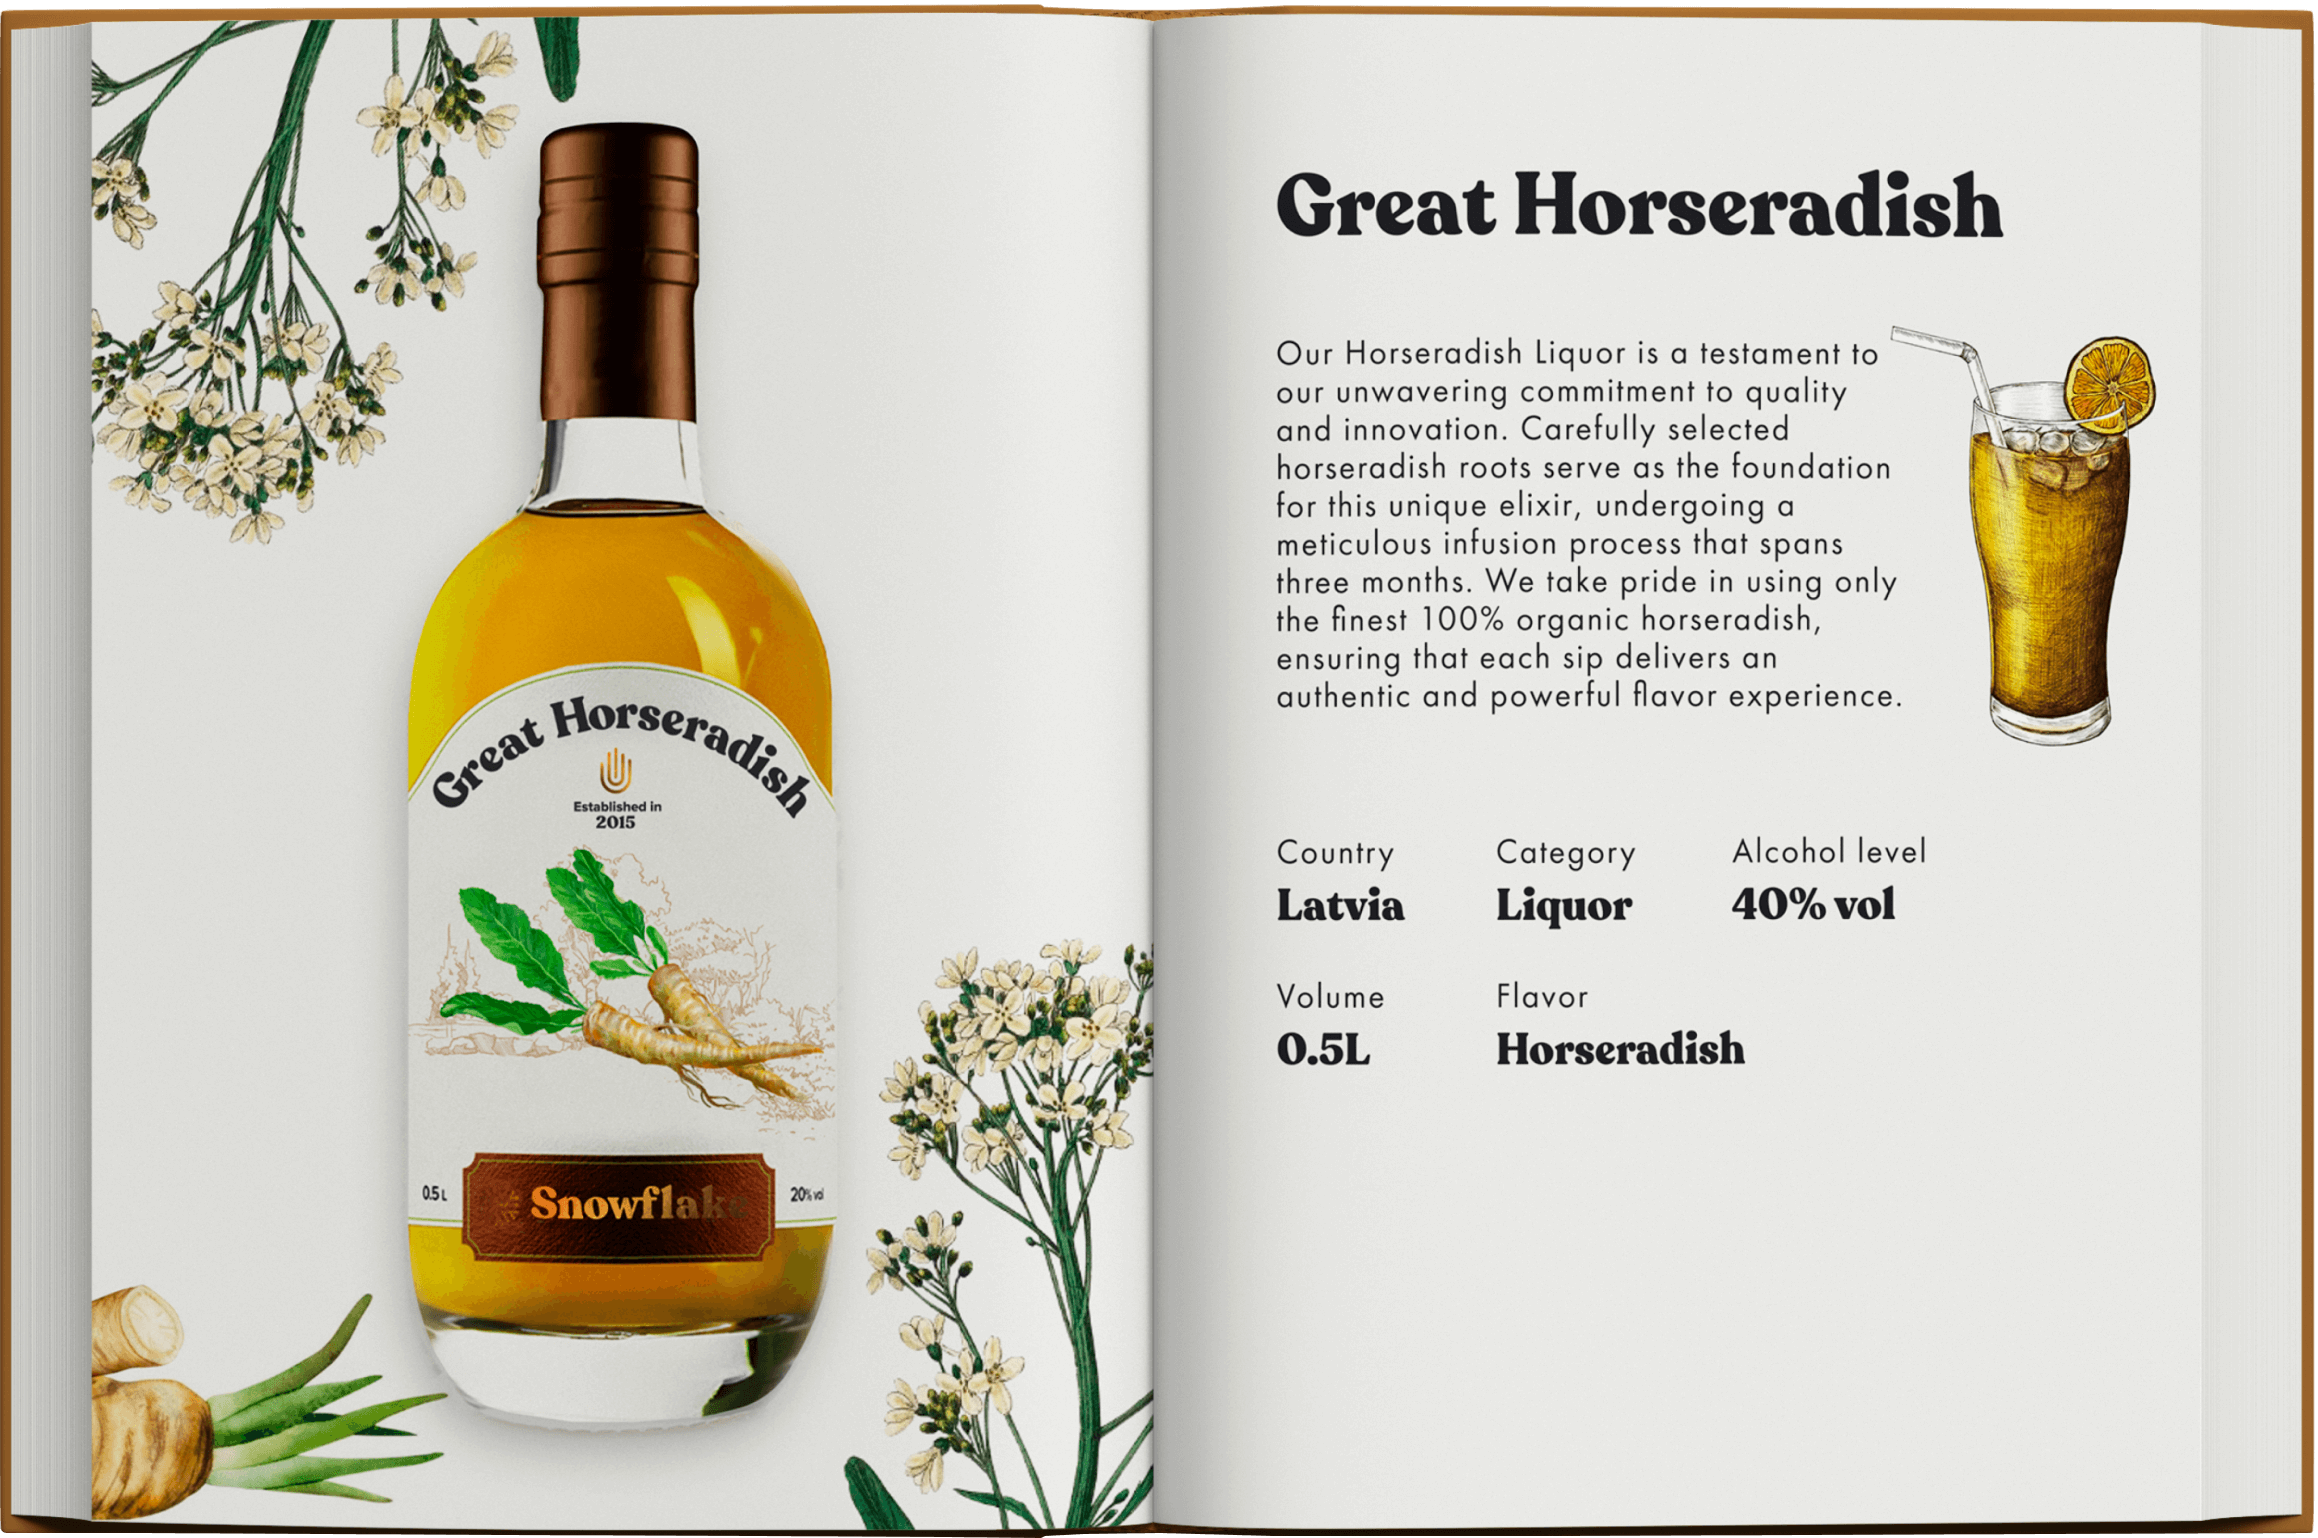 Great Horseradish
Established in
2015
0.5 L
Snowflake
20% vol
Great Horseradish
Our Horseradish Liquor is a testament to
our unwavering commitment to quality
and innovation. Carefully selected
horseradish roots serve as the foundation
for this unique elixir, undergoing a
meticulous infusion process that spans
three months. We take pride in using only
the finest 100% organic horseradish,
ensuring that each sip delivers an
authentic and powerful flavor experience.
Country
Category
Alcohol level
Latvia
Liquor
40% vol
Volume
Flavor
0.5L
Horseradish